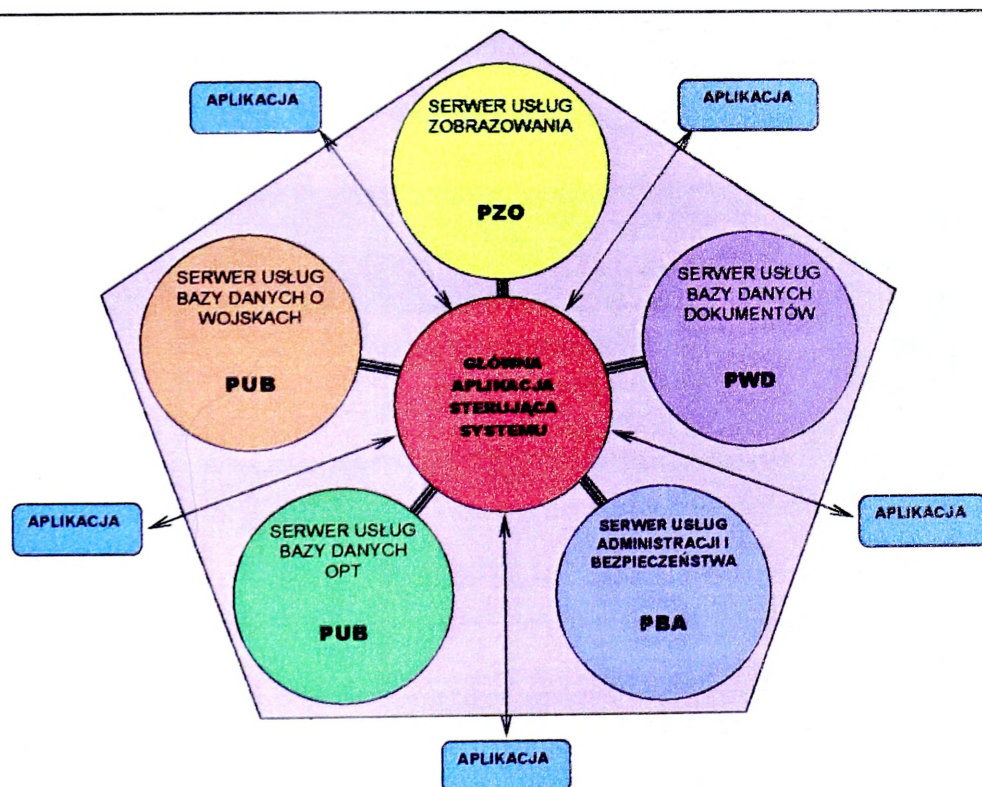 APLIKACJA
SERWER USŁUG
ZOBRAZOWANIA
PZO
APLIKACJA
SERWER USŁUG
BAZY DANYCH O
WOJSKACH
PUB
SERWER USŁUG
BAZY DANYCH
DOKUMENTÓW
PWD
GŁÓWNA
APLIKACJA
STERUJĄCA
SYSTEMU
APLIKACJA
SERWER USŁUG
BAZY DANYCH
OPT
PUB
SERWER USŁUG
ADMINISTRACJI I
BEZPIECZEŃSTWA
PBA
APLIKACJA
APLIKACJA